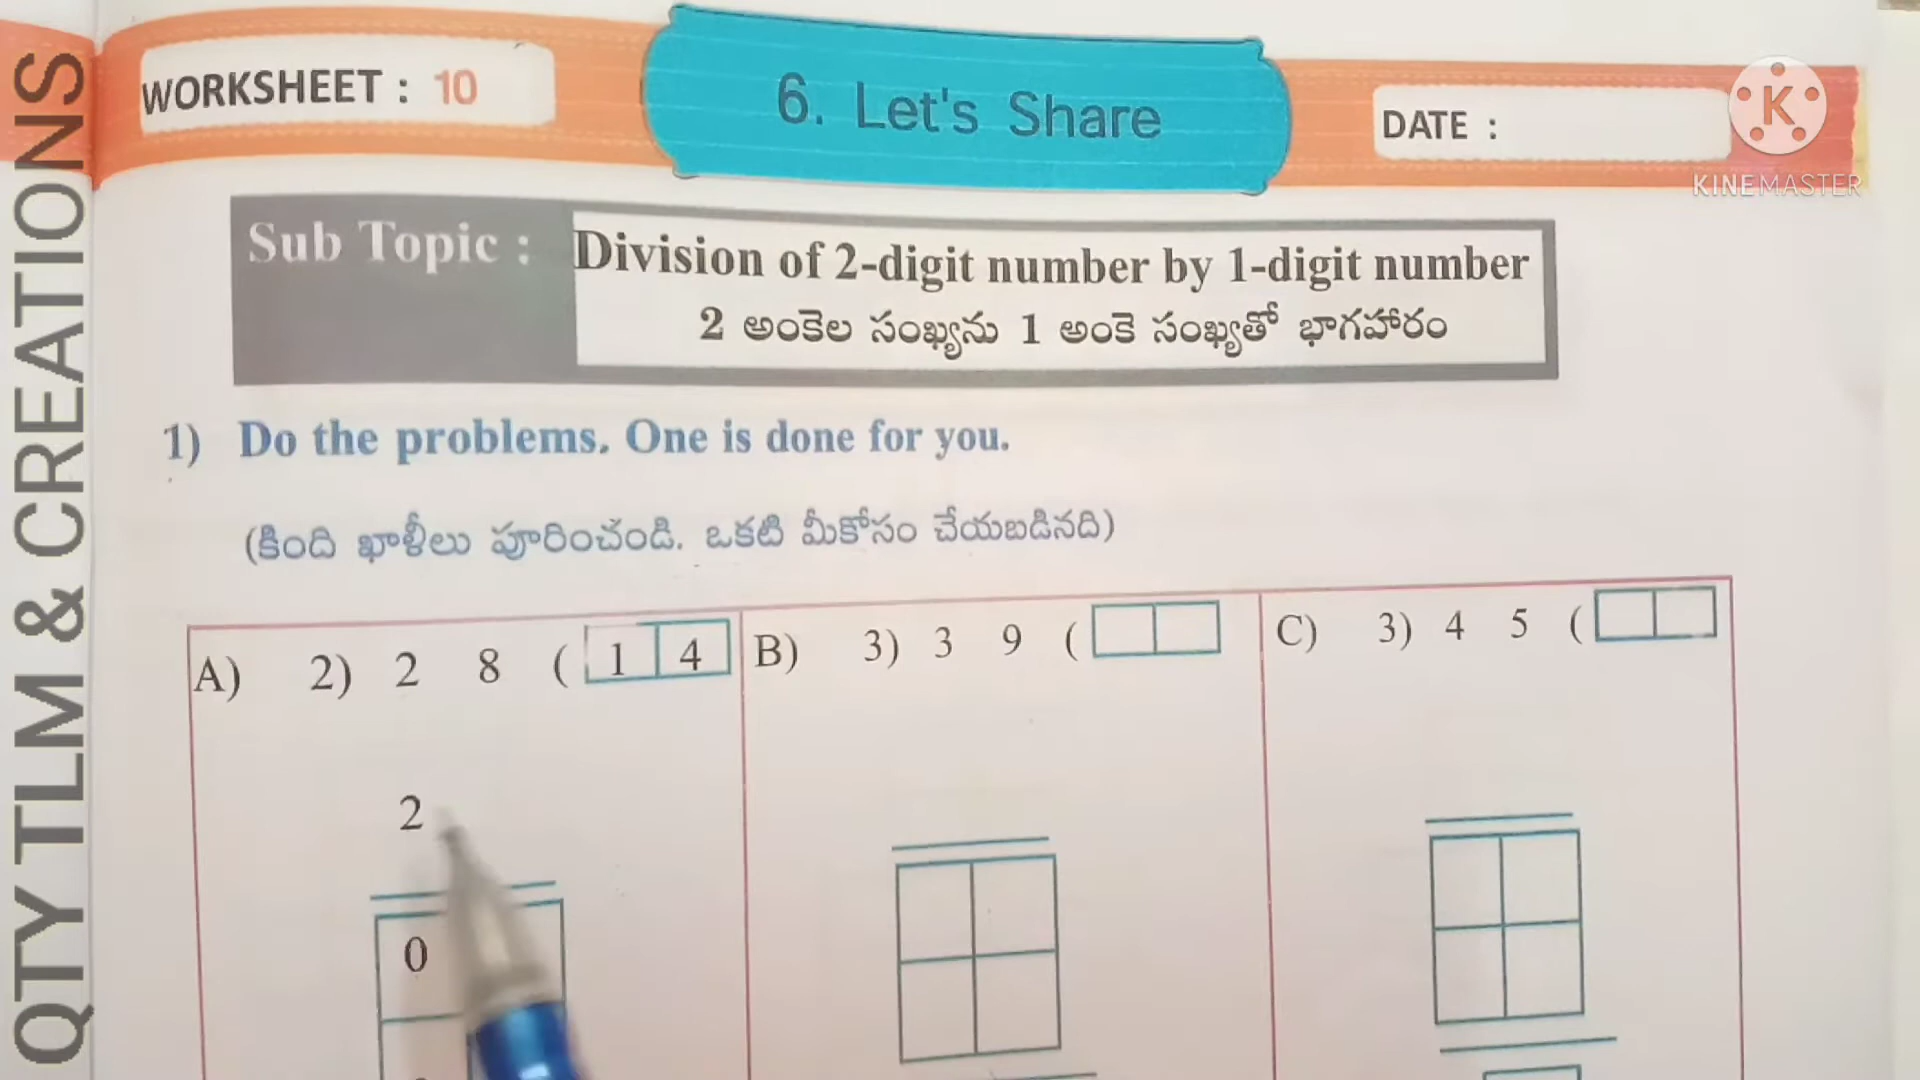 QTY TLM & CREATIONS
WORKSHEET : 10
6. Let's Share
DATE :
K
KINEMASTER
Sub Topic :
Division of 2-digit number by 1-digit number
2 అంకెల సంఖ్యను 1 అంకె సంఖ్యతో భాగహారం
1) Do the problems. One is done for you.
(కింది ఖాళీలు పూరించండి. ఒకటి మీకోసం చేయబడినది)
A) 2) 2 8 ( 1 4
B) 3) 3 9 (
C) 3) 4 5 (
2
0